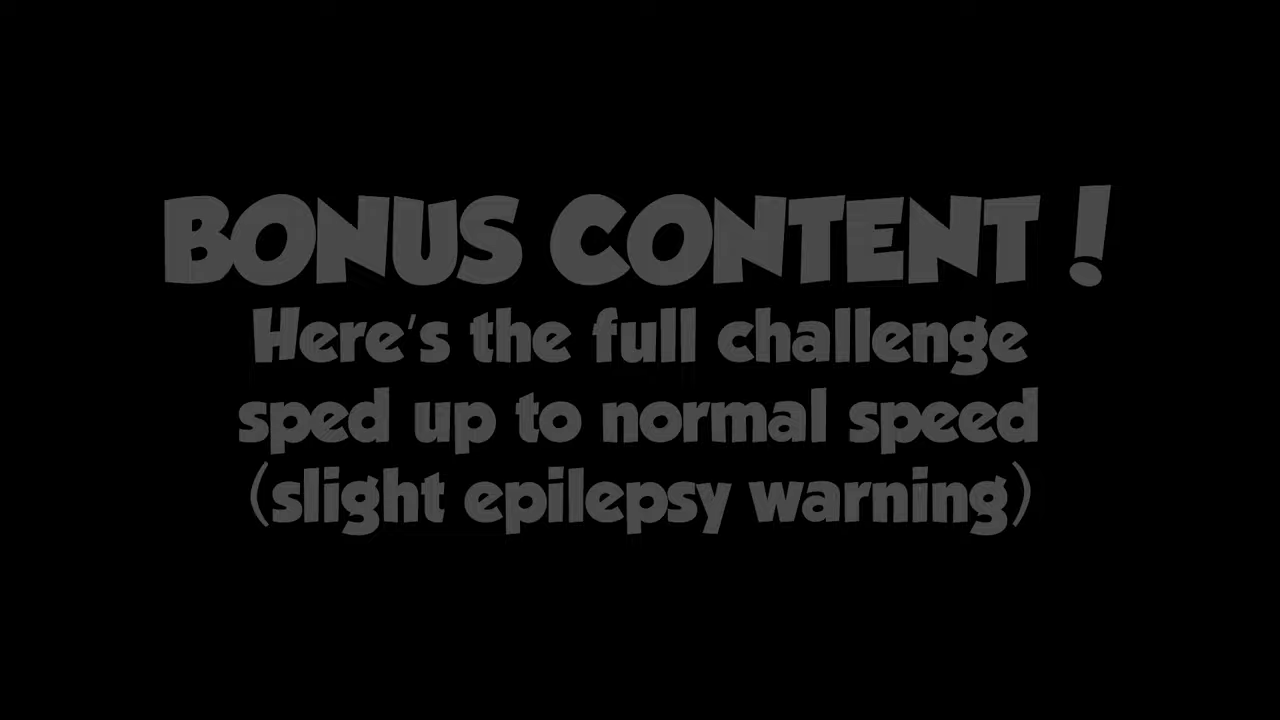 BONUS CONTENT!
Here's the full challenge
sped up to normal speed
(slight epilepsy warning)